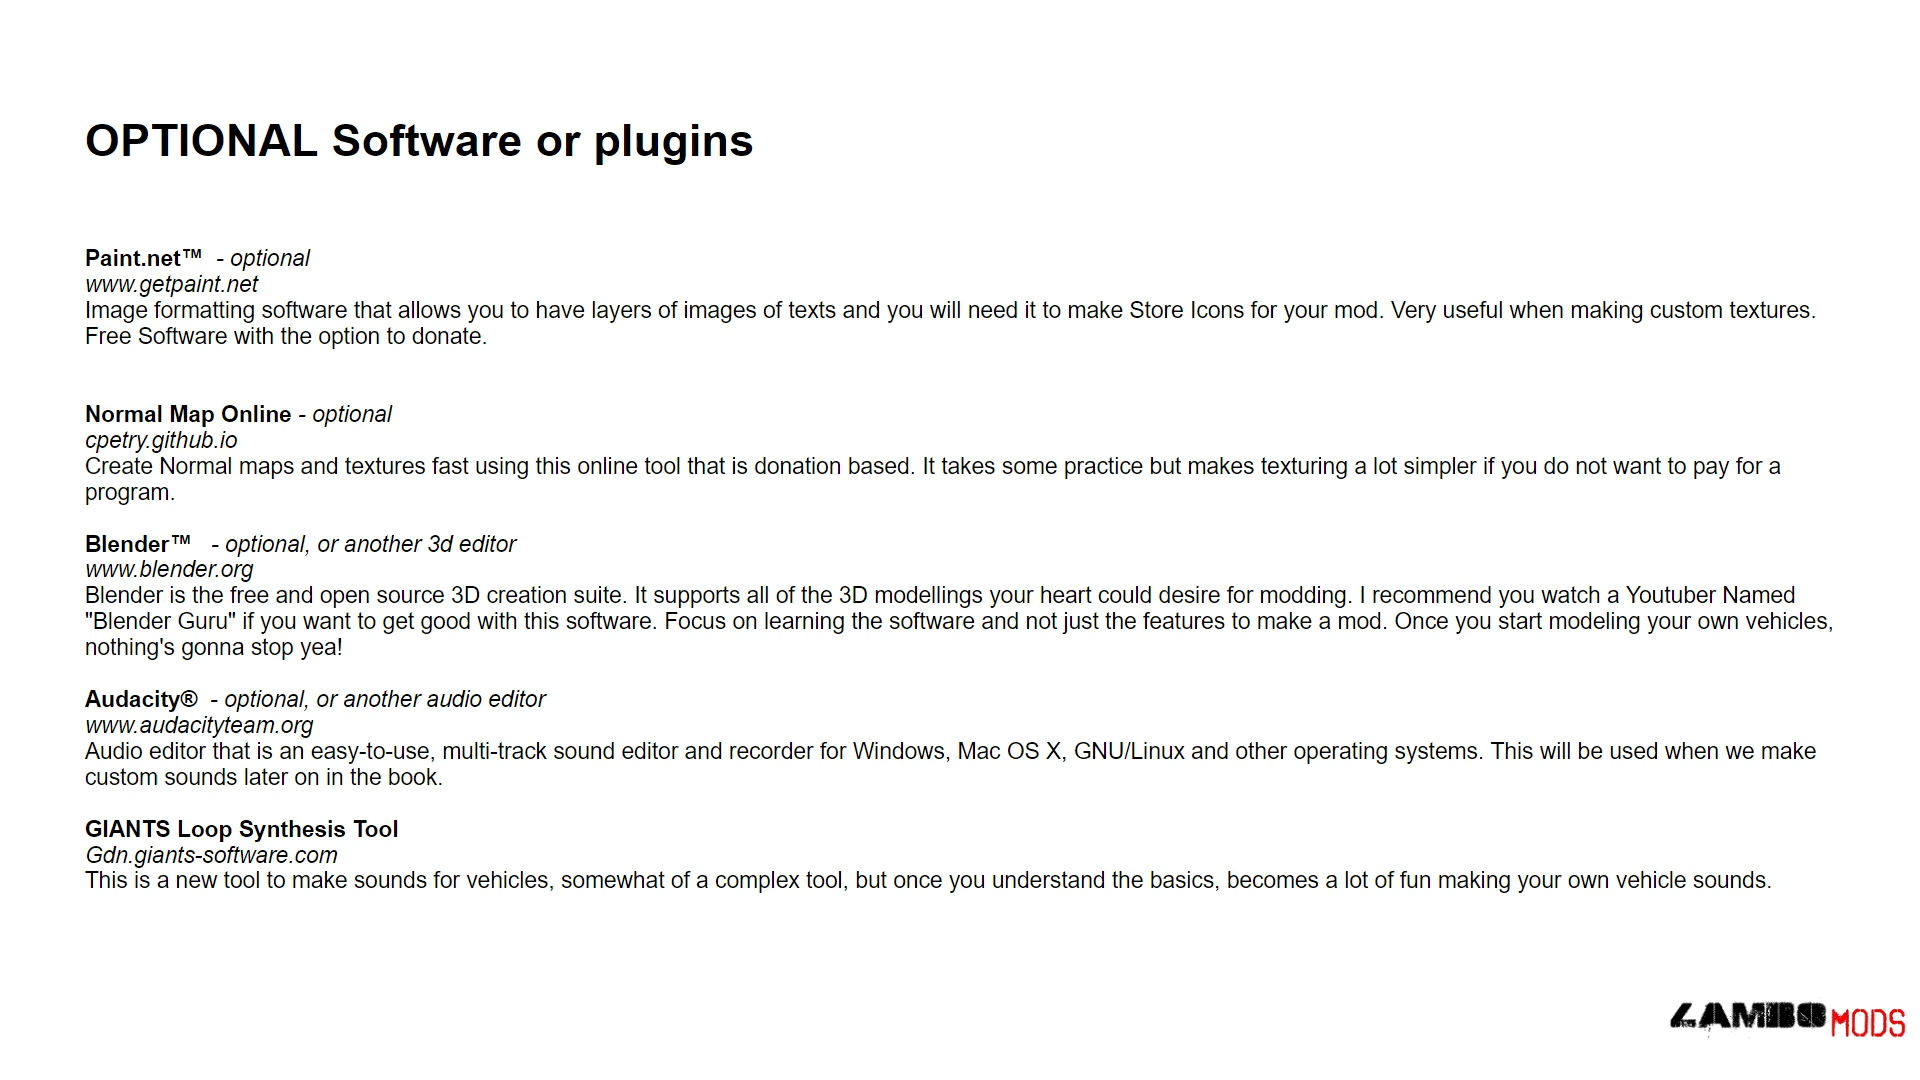 OPTIONAL Software or plugins
Paint.net™ - optional
www.getpaint.net
Image formatting software that allows you to have layers of images of texts and you will need it to make Store Icons for your mod. Very useful when making custom textures.
Free Software with the option to donate.
Normal Map Online - optional
cpetry.github.io
Create Normal maps and textures fast using this online tool that is donation based. It takes some practice but makes texturing a lot simpler if you do not want to pay for a
program.
Blender™ - optional, or another 3d editor
www.blender.org
Blender is the free and open source 3D creation suite. It supports all of the 3D modellings your heart could desire for modding. I recommend you watch a Youtuber Named
"Blender Guru" if you want to get good with this software. Focus on learning the software and not just the features to make a mod. Once you start modeling your own vehicles,
nothing's gonna stop yea!
Audacity® - optional, or another audio editor
www.audacityteam.org
Audio editor that is an easy-to-use, multi-track sound editor and recorder for Windows, Mac OS X, GNU/Linux and other operating systems. This will be used when we make
custom sounds later on in the book.
GIANTS Loop Synthesis Tool
Gdn.giants-software.com
This is a new tool to make sounds for vehicles, somewhat of a complex tool, but once you understand the basics, becomes a lot of fun making your own vehicle sounds.
LAMBO MODS